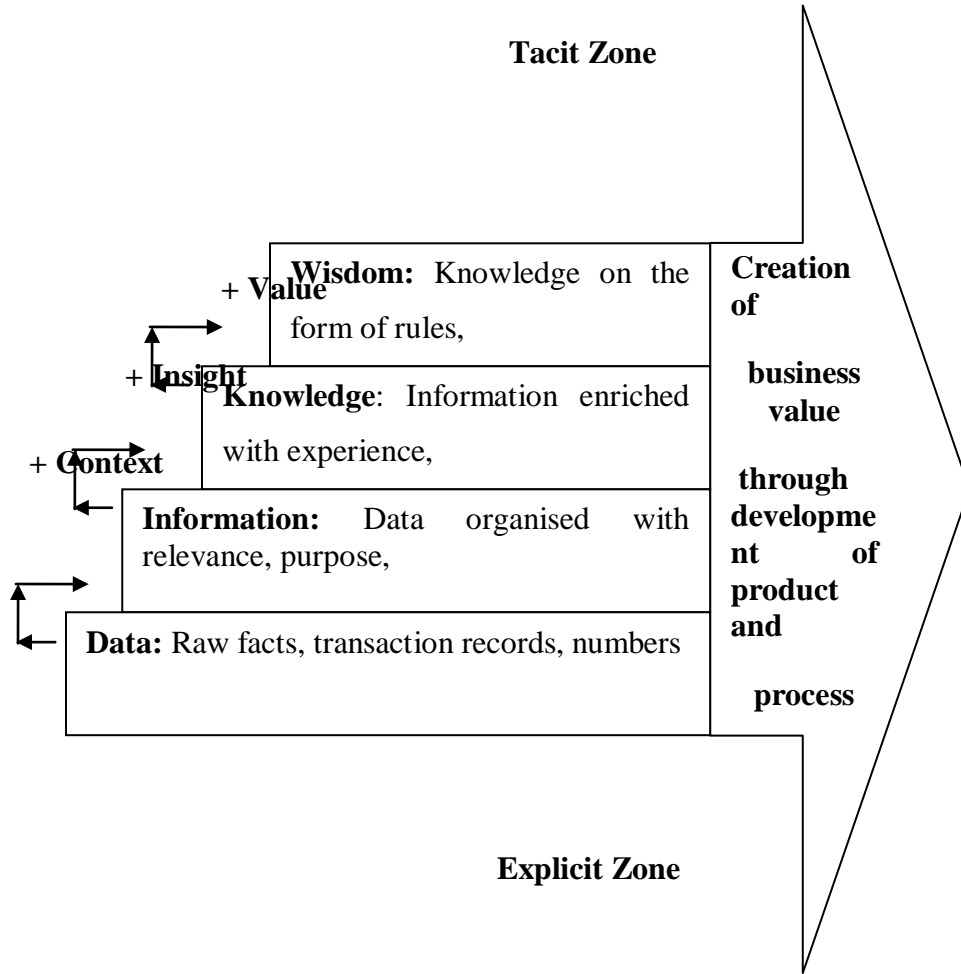 Tacit Zone
+ Value
Wisdom: Knowledge on the
form of rules,
+ Insight
Knowledge: Information enriched
with experience,
+ Context
Information: Data organised with
relevance, purpose,
Data: Raw facts, transaction records, numbers
Creation
of
business
value
through
developme
nt of
product
and
process
Explicit Zone